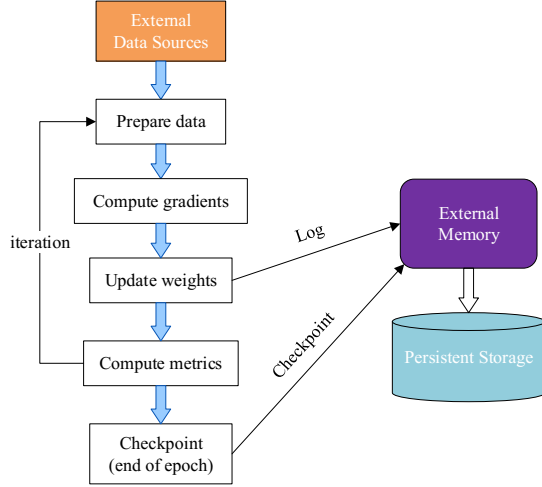 External
Data Sources
Prepare data
Compute gradients
iteration
Update weights
Log
External
Memory
Compute metrics
Checkpoint
Persistent Storage
Checkpoint
(end of epoch)